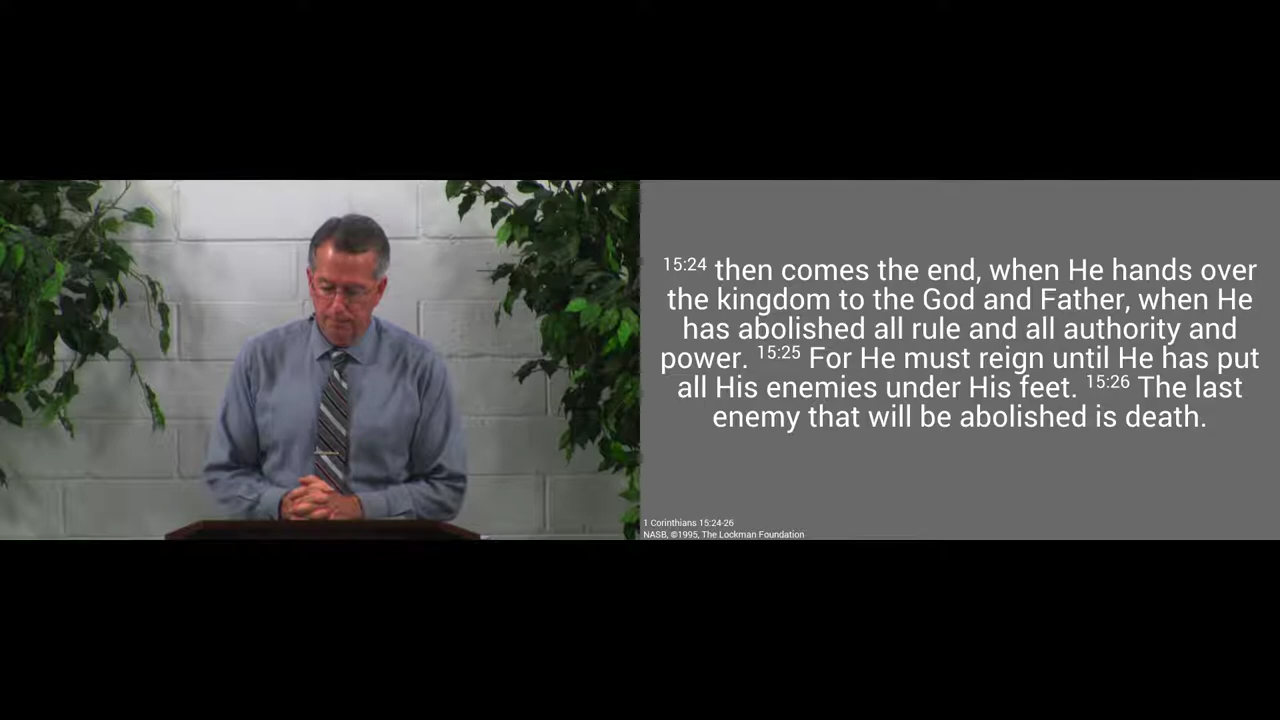 15:24 then comes the end, when He hands over
the kingdom to the God and Father, when He
has abolished all rule and all authority and
power. 15:25 For He must reign until He has put
all His enemies under His feet. 15:26 The last
enemy that will be abolished is death.
1 Corinthians 15:24-26
NASB, ©1995, The Lockman Foundation